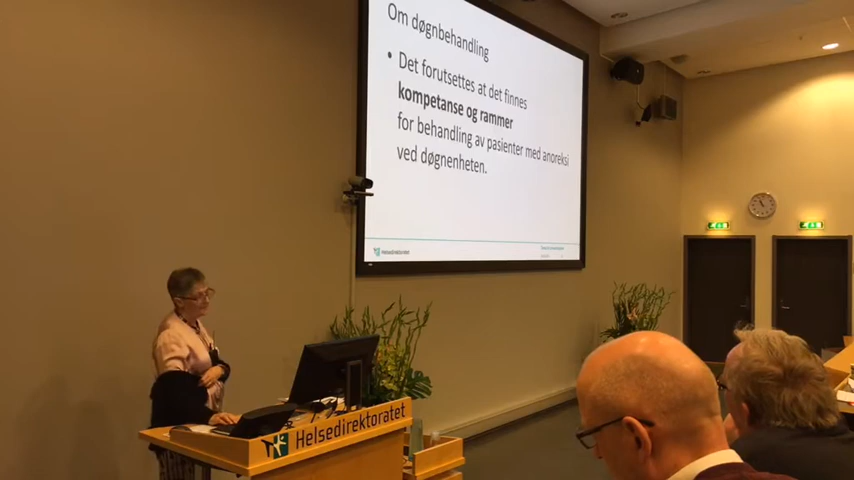 Om døgnbehandling
• Det forutsettes at det finnes
kompetanse og rammer
for behandling av pasienter med anoreksi
ved døgnenheten.
Helsedirektoratet
Helsedirektoratet